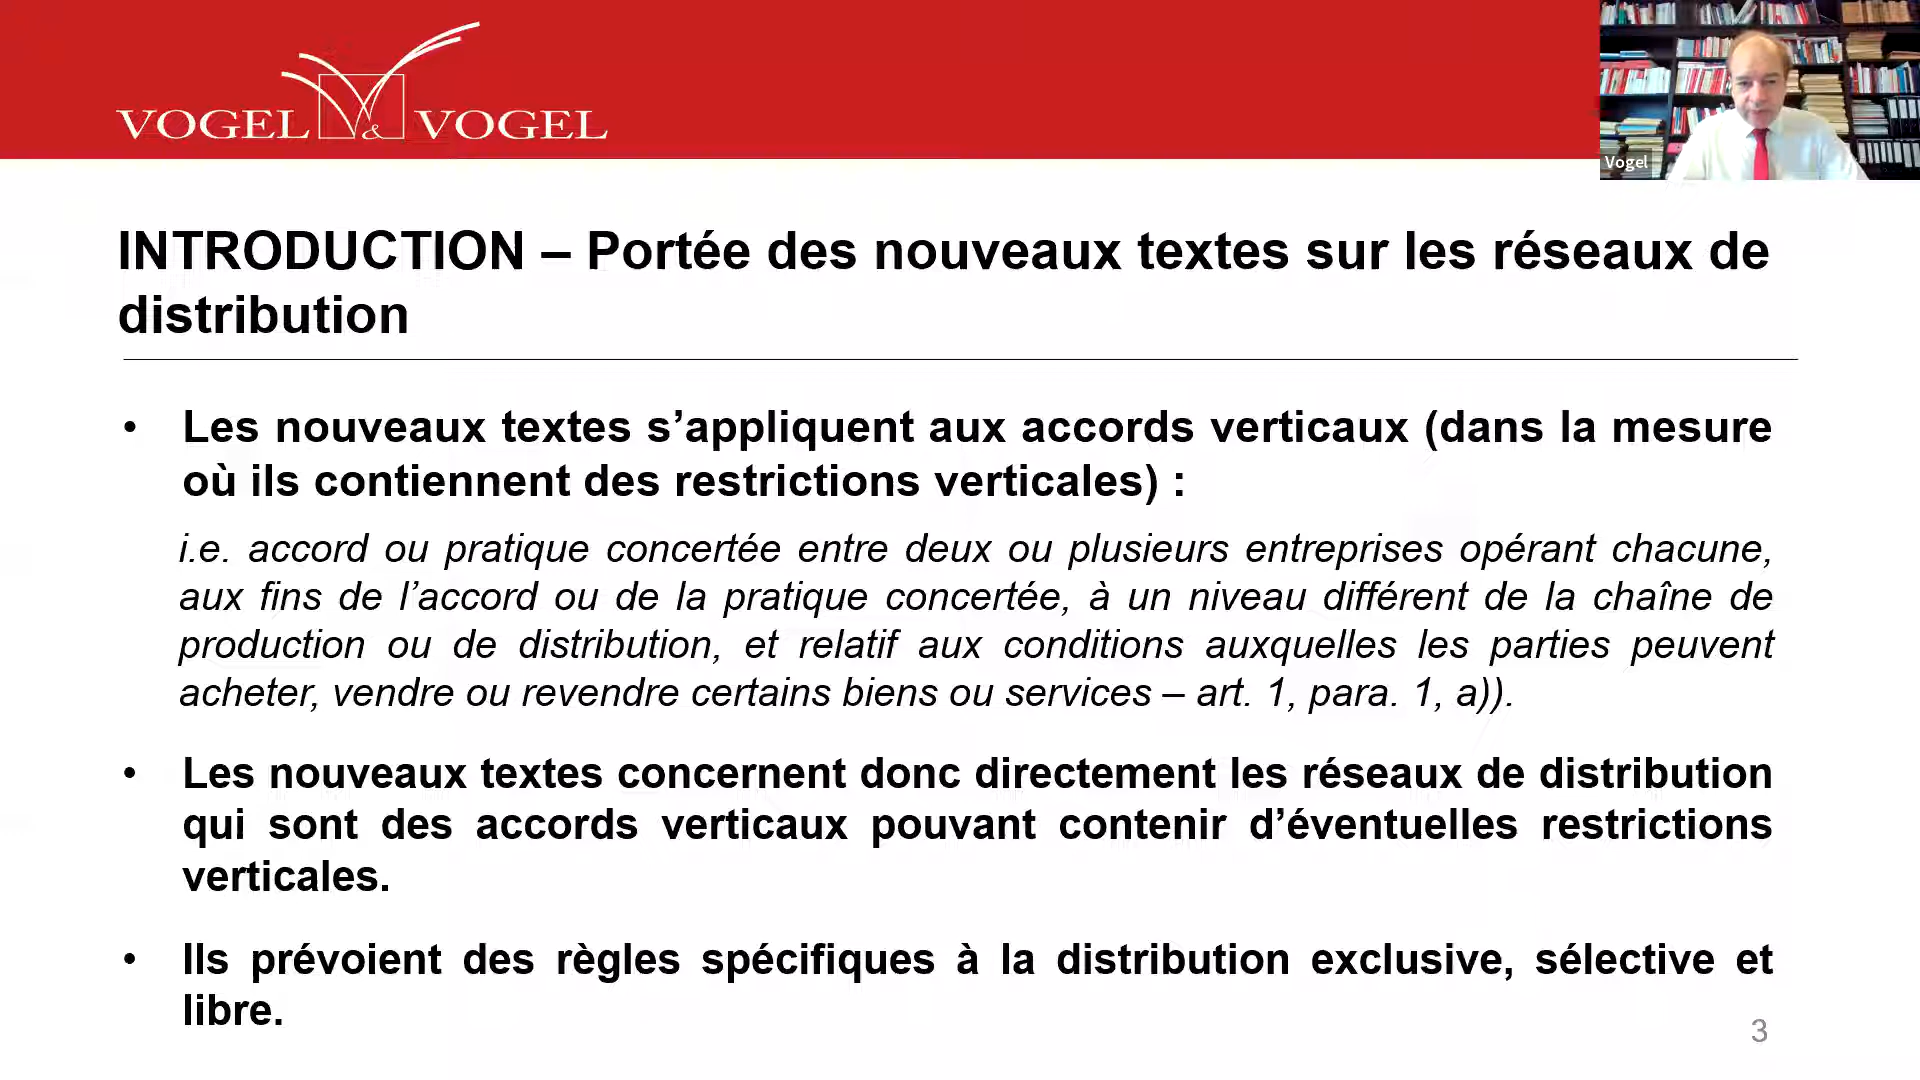 VOGEL & VOGEL
Vogel
INTRODUCTION – Portée des nouveaux textes sur les réseaux de
distribution
• Les nouveaux textes s’appliquent aux accords verticaux (dans la mesure
où ils contiennent des restrictions verticales) :
i.e. accord ou pratique concertée entre deux ou plusieurs entreprises opérant chacune,
aux fins de l’accord ou de la pratique concertée, à un niveau différent de la chaîne de
production ou de distribution, et relatif aux conditions auxquelles les parties peuvent
acheter, vendre ou revendre certains biens ou services – art. 1, para. 1, a)).
• Les nouveaux textes concernent donc directement les réseaux de distribution
qui sont des accords verticaux pouvant contenir d’éventuelles restrictions
verticales.
• Ils prévoient des règles spécifiques à la distribution exclusive, sélective et
libre.
3